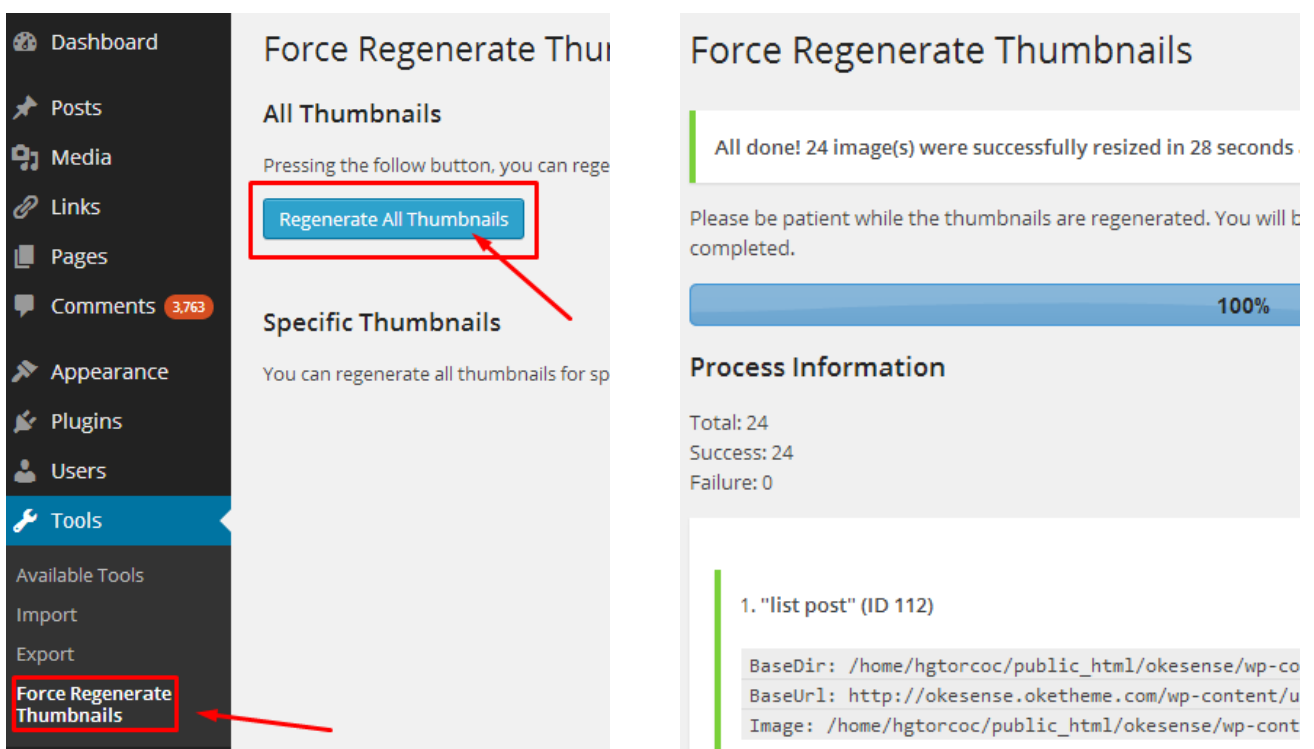 Dashboard
Posts
Media
Links
Pages
Comments 3,763
Appearance
Plugins
Users
Tools
Available Tools
Import
Export
Force Regenerate
Thumbnails
Force Regenerate Thu
All Thumbnails
Pressing the follow button, you can rege
Regenerate All Thumbnails
Specific Thumbnails
You can regenerate all thumbnails for sp
Force Regenerate Thumbnails
All done! 24 image(s) were successfully resized in 28 seconds
Please be patient while the thumbnails are regenerated. You will b
completed.
100%
Process Information
Total: 24
Success: 24
Failure: 0
1. "list post" (ID 112)
BaseDir: /home/hgtorcoc/public_html/okesense/wp-co
BaseUrl: http://okesense.oketheme.com/wp-content/u
Image: /home/hgtorcoc/public_html/okesense/wp-cont